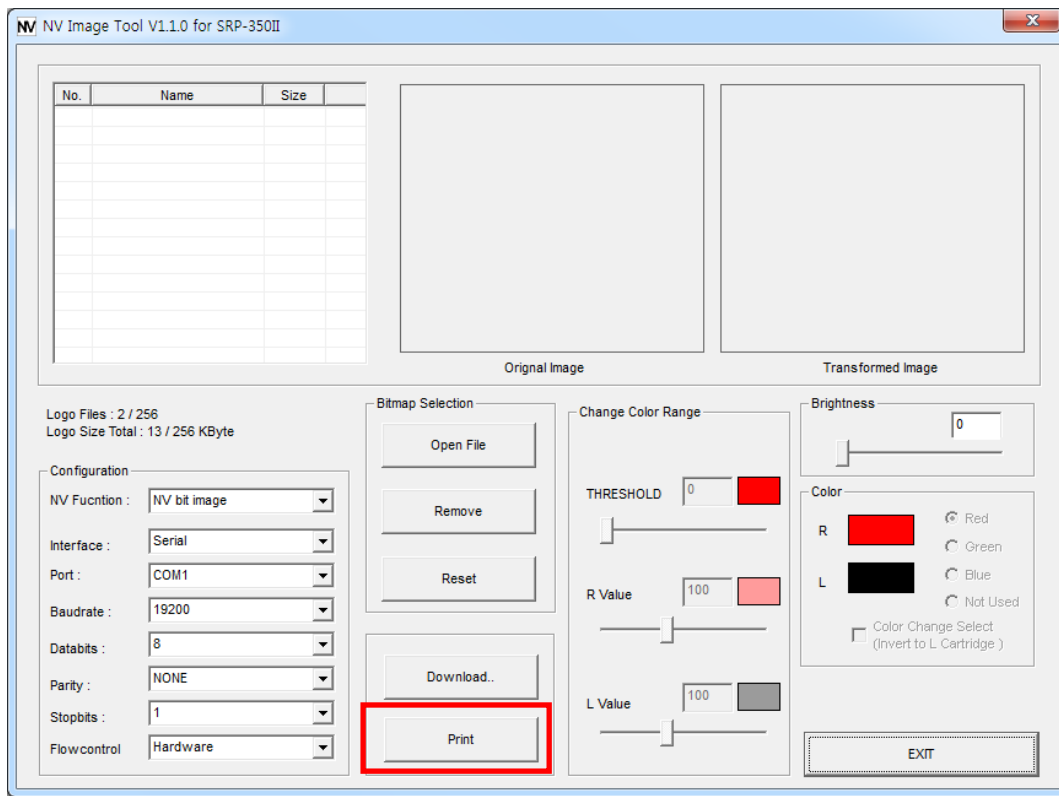 NV NV Image Tool V1.1.0 for SRP-350II
No. Name Size
Orignal Image
Transformed Image
Logo Files : 2 / 256
Logo Size Total : 13 / 256 KByte
Configuration
NV Fucntion : NV bit image
Interface : Serial
Port : COM1
Baudrate : 19200
Databits : 8
Parity : NONE
Stopbits : 1
Flowcontrol Hardware
Bitmap Selection
Open File
Remove
Reset
Download..
Print
Change Color Range
THRESHOLD 0
R Value 100
L Value 100
Brightness
0
Color
R
L
Red
Green
Blue
Not Used
Color Change Select
(Invert to L Cartridge )
EXIT